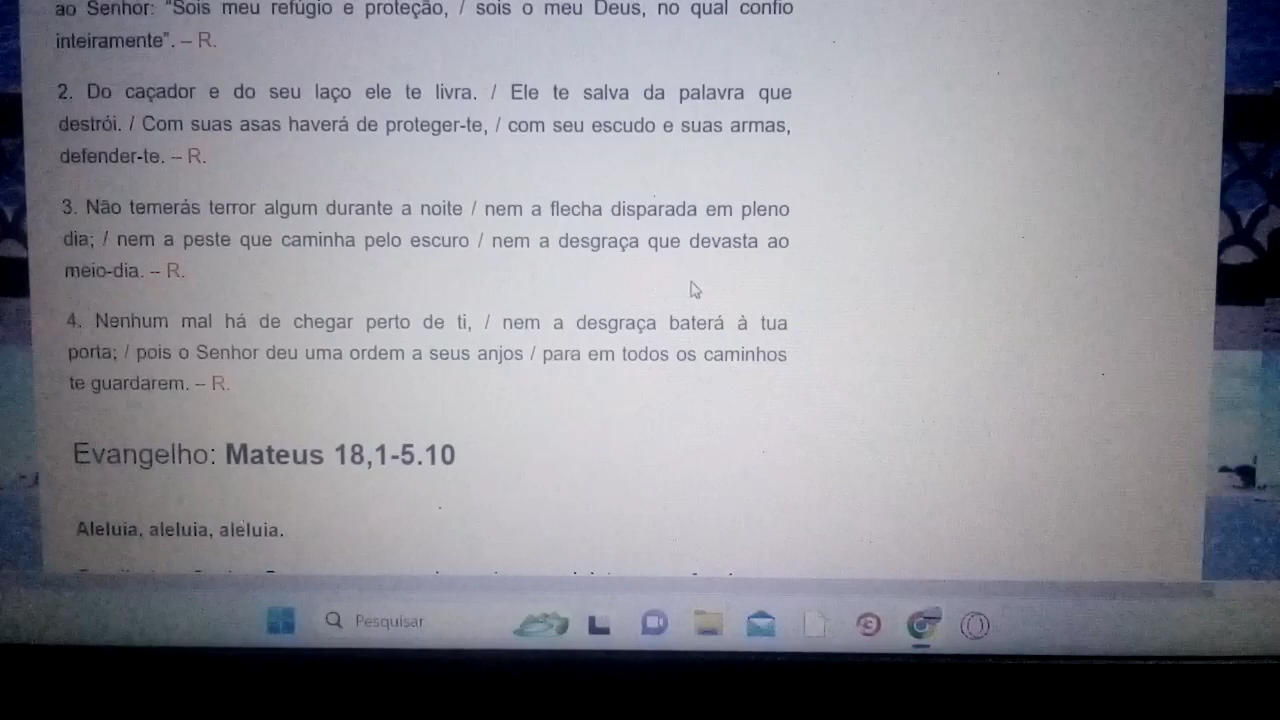 ao Senhor: "Sois meu refúgio e proteção, / sois o meu Deus, no qual confio
inteiramente". – R.
2. Do caçador e do seu laço ele te livra. / Ele te salva da palavra que
destrói. / Com suas asas haverá de proteger-te, / com seu escudo e suas armas,
defender-te. – R.
3. Não temerás terror algum durante a noite / nem a flecha disparada em pleno
dia; / nem a peste que caminha pelo escuro / nem a desgraça que devasta ao
meio-dia. – R.
4. Nenhum mal há de chegar perto de ti, / nem a desgraça baterá à tua
porta; / pois o Senhor deu uma ordem a seus anjos / para em todos os caminhos
te guardarem. – R.
Evangelho: Mateus 18,1-5.10
Aleluia, aleluia, aleluia.
Pesquisar